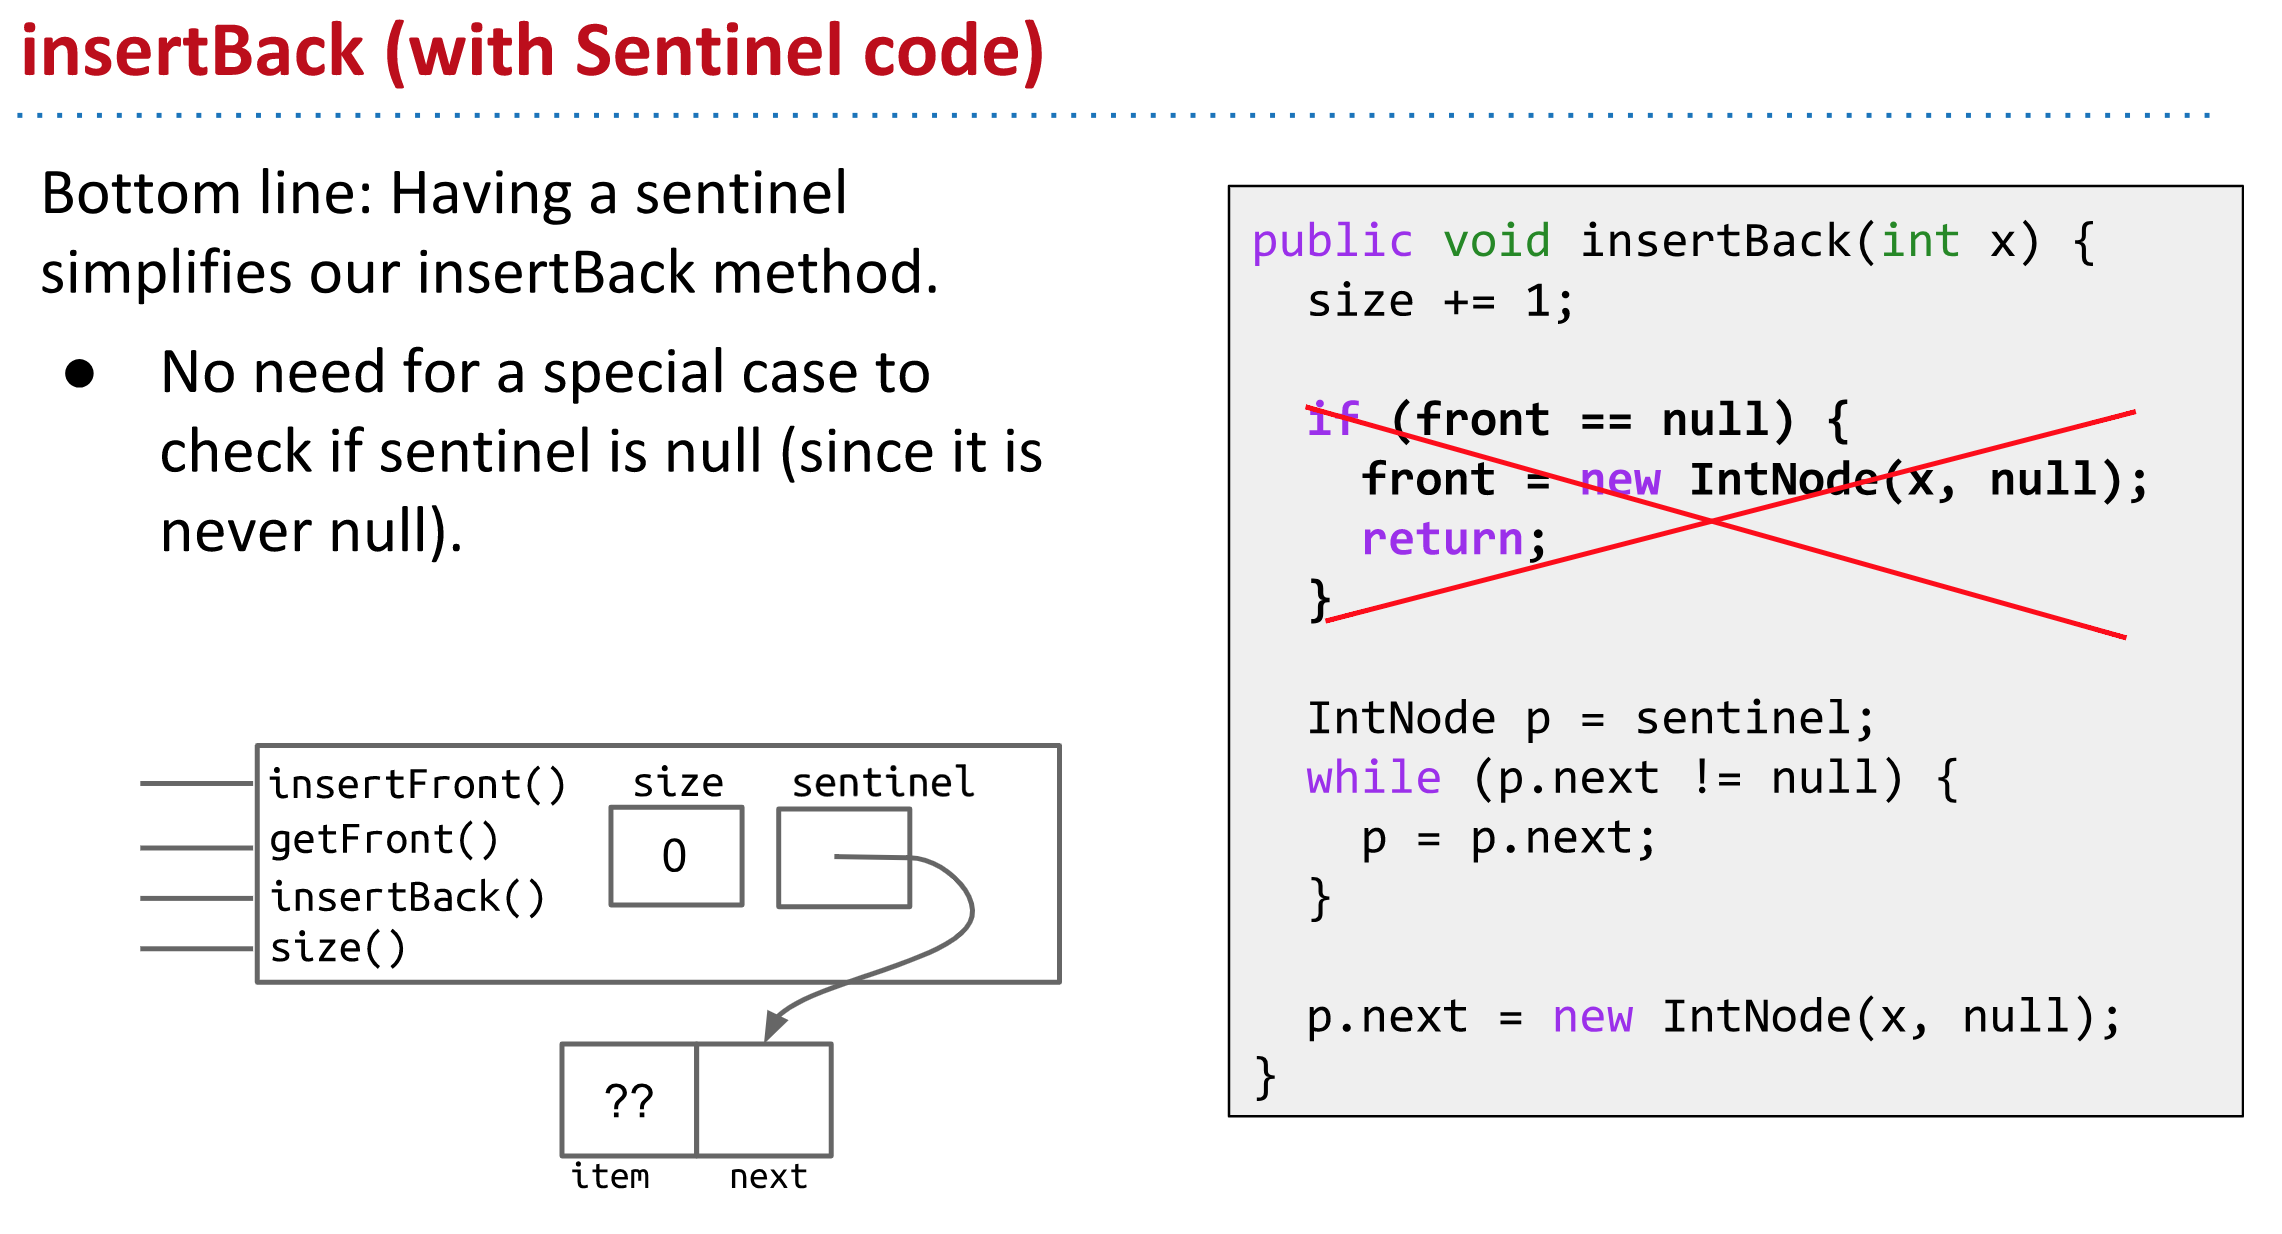 insertBack (with Sentinel code)
Bottom line: Having a sentinel
simplifies our insertBack method.
● No need for a special case to
check if sentinel is null (since it is
never null).
public void insertBack(int x) {
  size += 1;
  if (front == null) {
    front = new IntNode(x, null);
    return;
  }
  IntNode p = sentinel;
  while (p.next != null) {
    p = p.next;
  }
  p.next = new IntNode(x, null);
}
insertFront()
getFront()
insertBack()
size()
size
0
sentinel
??
item next